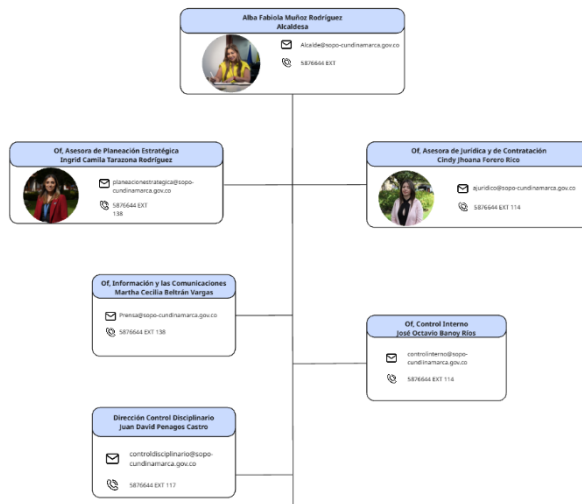 Alba Fabiola Muñoz Rodríguez
Alcaldesa
Alcalde@sopo-cundinamarca.gov.co
5876644 EXT
Of, Asesora de Planeación Estratégica
Ingrid Camila Tarazona Rodríguez
planeacionestrategica@sopo-
cundinamarca.gov.co
5876644 EXT
138
Of, Asesora de Jurídica y de Contratación
Cindy Jhoana Forero Rico
ajuridico@sopo-cundinamarca.gov.co
5876644 EXT 114
Of, Información y las Comunicaciones
Martha Cecilia Beltrán Vargas
Prensa@sopo-cundinamarca.gov.co
5876644 EXT 138
Of, Control Interno
José Octavio Banoy Ríos
controlinterno@sopo-
cundinamarca.gov.co
5876644 EXT 114
Dirección Control Disciplinario
Juan David Penagos Castro
controldisciplinario@sopo-
cundinamarca.gov.co
5876644 EXT 117